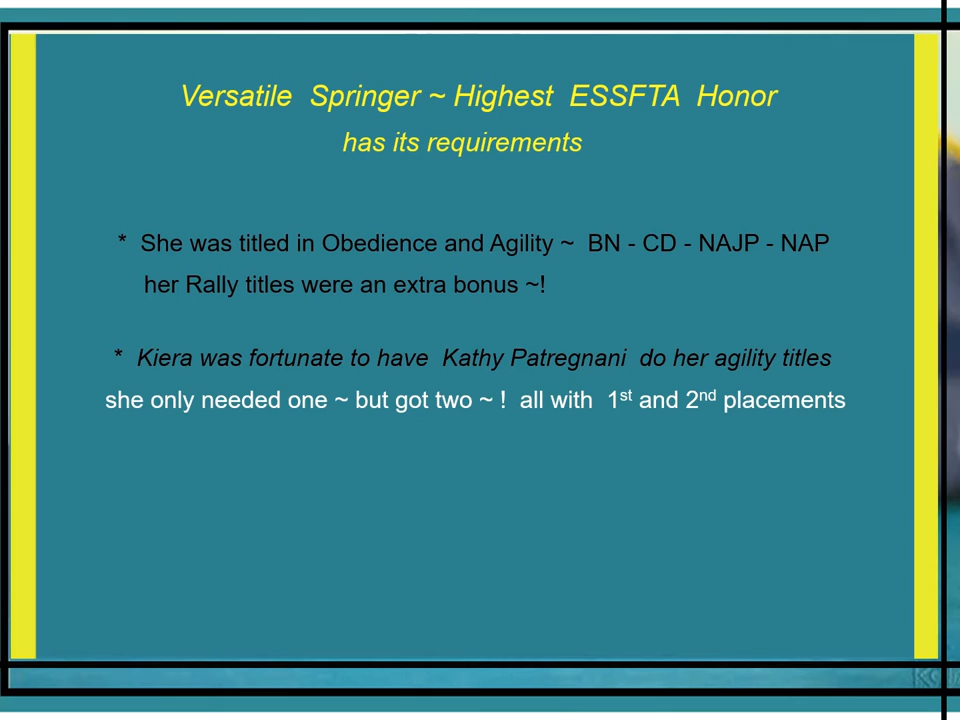 Versatile Springer ~ Highest ESSFTA Honor
has its requirements
* She was titled in Obedience and Agility ~ BN - CD - NAJP - NAP
her Rally titles were an extra bonus ~!
* Kiera was fortunate to have Kathy Patregnani do her agility titles
she only needed one ~ but got two ~ ! all with 1st and 2nd placements